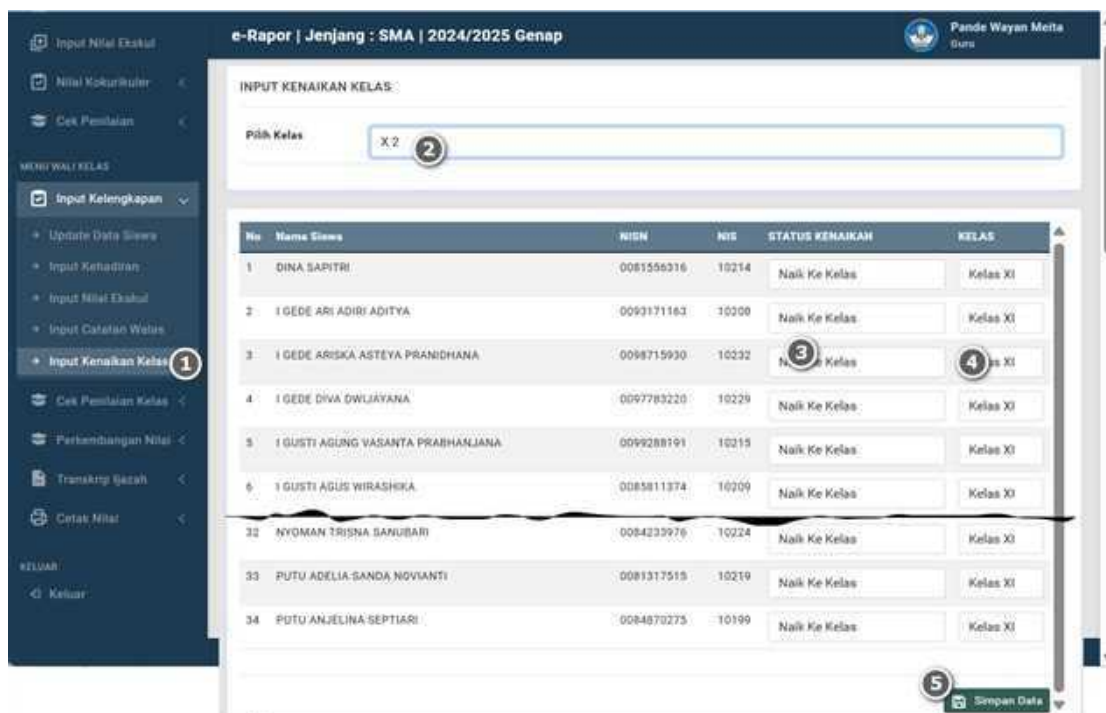 Input Nilai Ekskul
Nilai Kokurikuler
Cek Penilaian
MENU WALI KELAS
Input Kelengkapan
Update Data Siswa
Input Kehadiran
Input Nilai Ekskul
Input Catatan Walas
Input Kenaikan Kelas 1
Cek Penilaian Kelas
Perkembangan Nilai
Transkrip Ijazah
Cetak Nilai
KELUAR
Keluar
e-Rapor | Jenjang : SMA | 2024/2025 Genap
Pande Wayan Meita
Guru
INPUT KENAIKAN KELAS
Pilih Kelas X 2 2
No Nama Siswa NISN NIS STATUS KENAIKAN KELAS
1 DINA SAPITRI 0081556316 10214 Naik Ke Kelas Kelas XI
2 I GEDE ARI ADIRI ADITYA 0093171163 10208 Naik Ke Kelas Kelas XI
3 I GEDE ARISKA ASTEYA PRANIDHANA 0098715930 10232 N 3 Kelas 4 as XI
4 I GEDE DIVA DWIJAYANA 0097783220 10229 Naik Ke Kelas Kelas XI
5 I GUSTI AGUNG VASANTA PRABHANJANA 0099288191 10215 Naik Ke Kelas Kelas XI
6 I GUSTI AGUS WIRASHIKA 0085811374 10209 Naik Ke Kelas Kelas XI
32 NYOMAN TRISNA SANUBARI 0084233976 10224 Naik Ke Kelas Kelas XI
33 PUTU ADELIA SANDA NOVIANTI 0081317515 10219 Naik Ke Kelas Kelas XI
34 PUTU ANJELINA SEPTIARI 0084870275 10199 Naik Ke Kelas Kelas XI
5 Simpan Data